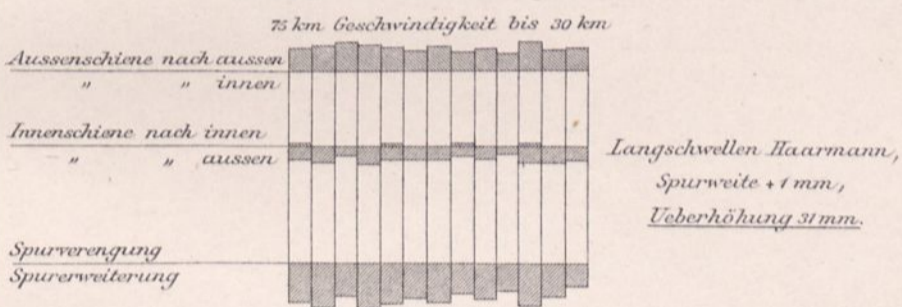 75 km Geschwindigkeit bis 30 km
Aussenschiene nach aussen
„ „ innen
Innenschiene nach innen
„ „ aussen
Langschwellen Haarmann,
Spurweite + 1 mm,
Ueberhöhung 31 mm.
Spurverengung
Spurerweiterung